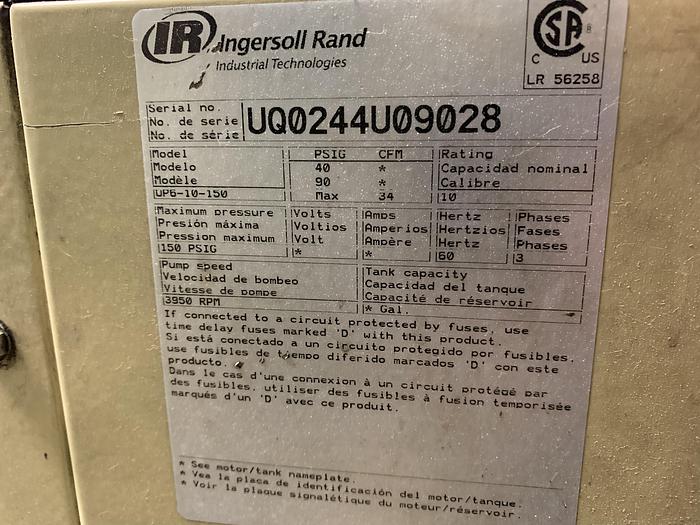 IR Ingersoll Rand
Industrial Technologies
CSA
C US
LR 56258
Serial no.
No. de serie
No. de série
UQ0244U09028
Model PSIG CFM Rating
Modelo 40 * Capacidad nominal
Modèle 90 * Calibre
UP6-10-150 Max 34 10
Maximum pressure Volts Amps Hertz Phases
Presión máxima Voltios Amperios Hertzios Fases
Pression maximum Volt Ampère Hertz Phases
150 PSIG * * 60 3
Pump speed Tank capacity
Velocidad de bombeo Capacidad del tanque
Vitesse de pompe Capacité de réservoir
3950 RPM * Gal.
If connected to a circuit protected by fuses, use
time delay fuses marked 'D' with this product.
Si está conectado a un circuito protegido por fusibles,
use fusibles de tiempo diferido marcados 'D' con este
producto.
Dans le cas d'une connexion à un circuit protégé par
des fusibles, utiliser des fusibles à fusion temporisée
marqués d'un 'D' avec ce produit.
* See motor/tank nameplate.
* Vea la placa de identificación del motor/tanque.
* Voir la plaque signalétique du moteur/réservoir.